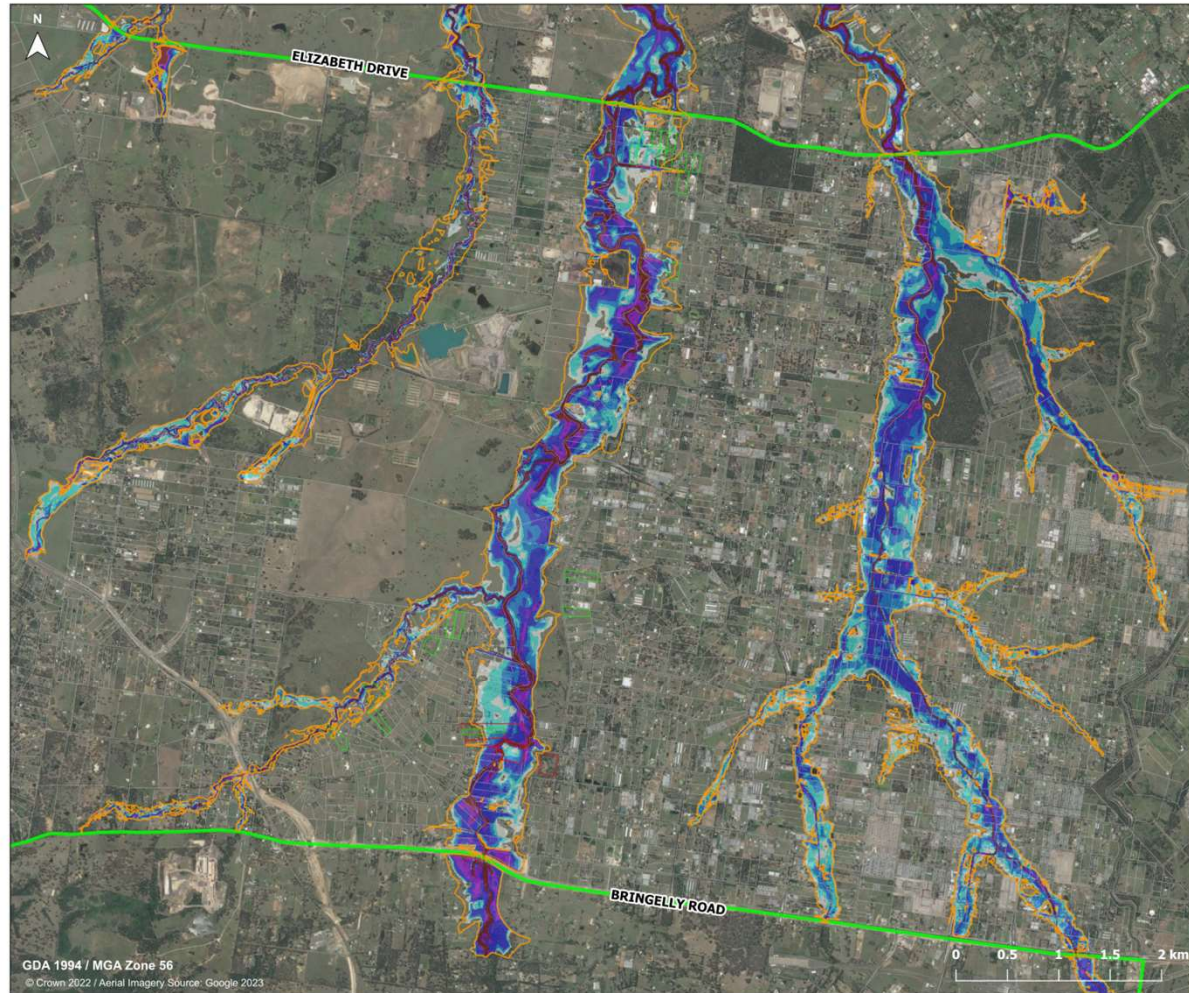 N
ELIZABETH DRIVE
BRINGELLY ROAD
GDA 1994 / MGA Zone 56
© Crown 2022 / Aerial Imagery Source: Google 2023
0 0.5 1 1.5 2 km